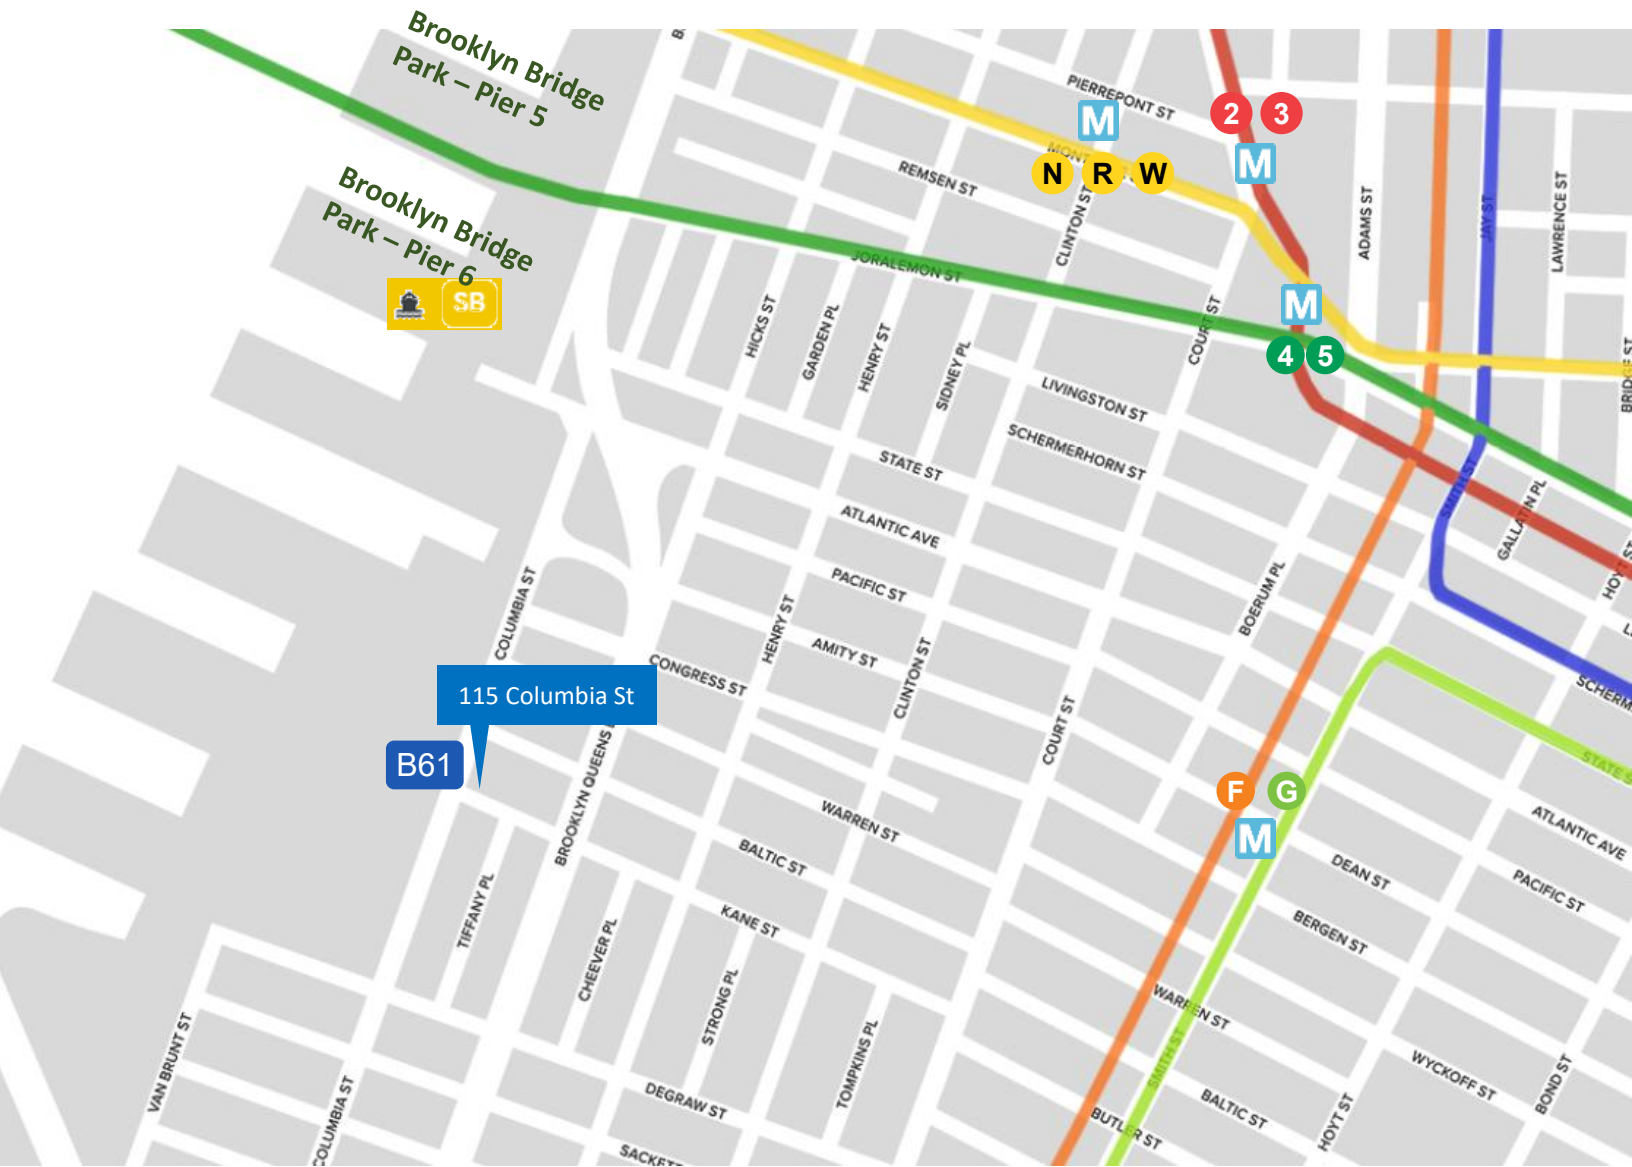 Brooklyn Bridge
Park – Pier 5
Brooklyn Bridge
Park – Pier 6
SB
PIERREPONT ST
M
2 3
M
N R W
REMSEN ST
CLINTON ST
ADAMS ST
JAY ST
LAWRENCE ST
JORALEMON ST
M
4 5
HICKS ST
GARDEN PL
HENRY ST
SIDNEY PL
COURT ST
LIVINGSTON ST
SCHERMERHORN ST
STATE ST
ATLANTIC AVE
SMITH ST
GALLATIN PL
HOYT ST
BRIDGE ST
COLUMBIA ST
PACIFIC ST
BOERUM PL
HENRY ST
AMITY ST
CLINTON ST
CONGRESS ST
115 Columbia St
B61
COURT ST
SCHERM
STATE S
BROOKLYN QUEENS
F G
M
WARREN ST
BALTIC ST
KANE ST
ATLANTIC AVE
DEAN ST
PACIFIC ST
BERGEN ST
TIFFANY PL
CHEEVER PL
STRONG PL
TOMPKINS PL
WARREN ST
SMITH ST
WYCKOFF ST
BOND ST
VAN BRUNT ST
COLUMBIA ST
DEGRAW ST
SACKETT
BUTLER ST
BALTIC ST
HOYT ST